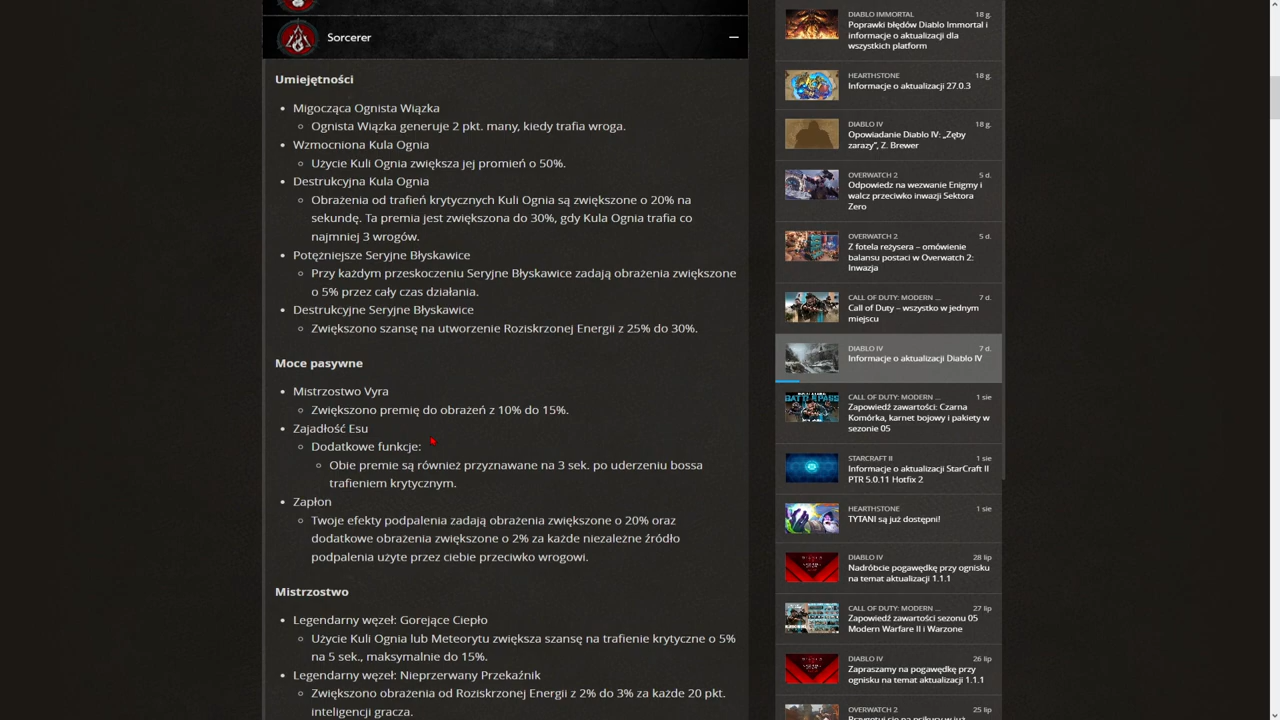 Sorcerer
Umiejętności
Migocząca Ognista Wiązka
Ognista Wiązka generuje 2 pkt. many, kiedy trafia wroga.
Wzmocniona Kula Ognia
Użycie Kuli Ognia zwiększa jej promień o 50%.
Destrukcyjna Kula Ognia
Obrażenia od trafień krytycznych Kuli Ognia są zwiększone o 20% na
sekundę. Ta premia jest zwiększona do 30%, gdy Kula Ognia trafia co
najmniej 3 wrogów.
Potężniejsze Seryjne Błyskawice
Przy każdym przeskoczeniu Seryjne Błyskawice zadają obrażenia zwiększone
o 5% przez cały czas działania.
Destrukcyjne Seryjne Błyskawice
Zwiększono szansę na utworzenie Roziskrzonej Energii z 25% do 30%.
Moce pasywne
Mistrzostwo Vyra
Zwiększono premię do obrażeń z 10% do 15%.
Zajadłość Esu
Dodatkowe funkcje:
Obie premie są również przyznawane na 3 sek. po uderzeniu bossa
trafieniem krytycznym.
Zapłon
Twoje efekty podpalenia zadają obrażenia zwiększone o 20% oraz
dodatkowe obrażenia zwiększone o 2% za każde niezależne źródło
podpalenia użyte przez ciebie przeciwko wrogowi.
Mistrzostwo
Legendarny węzeł: Gorejące Ciepło
Użycie Kuli Ognia lub Meteorytu zwiększa szansę na trafienie krytyczne o 5%
na 5 sek., maksymalnie do 15%.
Legendarny węzeł: Nieprzerwany Przekaźnik
Zwiększono obrażenia od Roziskrzonej Energii z 2% do 3% za każde 20 pkt.
inteligencji gracza.
DIABLO IMMORTAL 18 g.
Poprawki błędów Diablo Immortal i
informacje o aktualizacji dla
wszystkich platform
HEARTHSTONE 18 g.
Informacje o aktualizacji 27.0.3
DIABLO IV 18 g.
Opowiadanie Diablo IV: „Zęby
zarazy”, Z. Brewer
OVERWATCH 2 5 d.
Odpowiedz na wezwanie Enigmy i
walcz przeciwko inwazji Sektora
Zero
OVERWATCH 2 5 d.
Z fotela reżysera – omówienie
balansu postaci w Overwatch 2:
Inwazja
CALL OF DUTY: MODERN ... 7 d.
Call of Duty – wszystko w jednym
miejscu
DIABLO IV 7 d.
Informacje o aktualizacji Diablo IV
CALL OF DUTY: MODERN ... 1 sie
Zapowiedź zawartości: Czarna
Komórka, karnet bojowy i pakiety w
sezonie 05
STARCRAFT II 1 sie
Informacje o aktualizacji StarCraft II
PTR 5.0.11 Hotfix 2
HEARTHSTONE 1 sie
TYTANI są już dostępni!
DIABLO IV 28 lip
Nadróbcie pogawędkę przy ognisku
na temat aktualizacji 1.1.1
CALL OF DUTY: MODERN ... 27 lip
Zapowiedź zawartości sezonu 05
Modern Warfare II i Warzone
DIABLO IV 26 lip
Zapraszamy na pogawędkę przy
ognisku na temat aktualizacji 1.1.1
OVERWATCH 2 25 lip